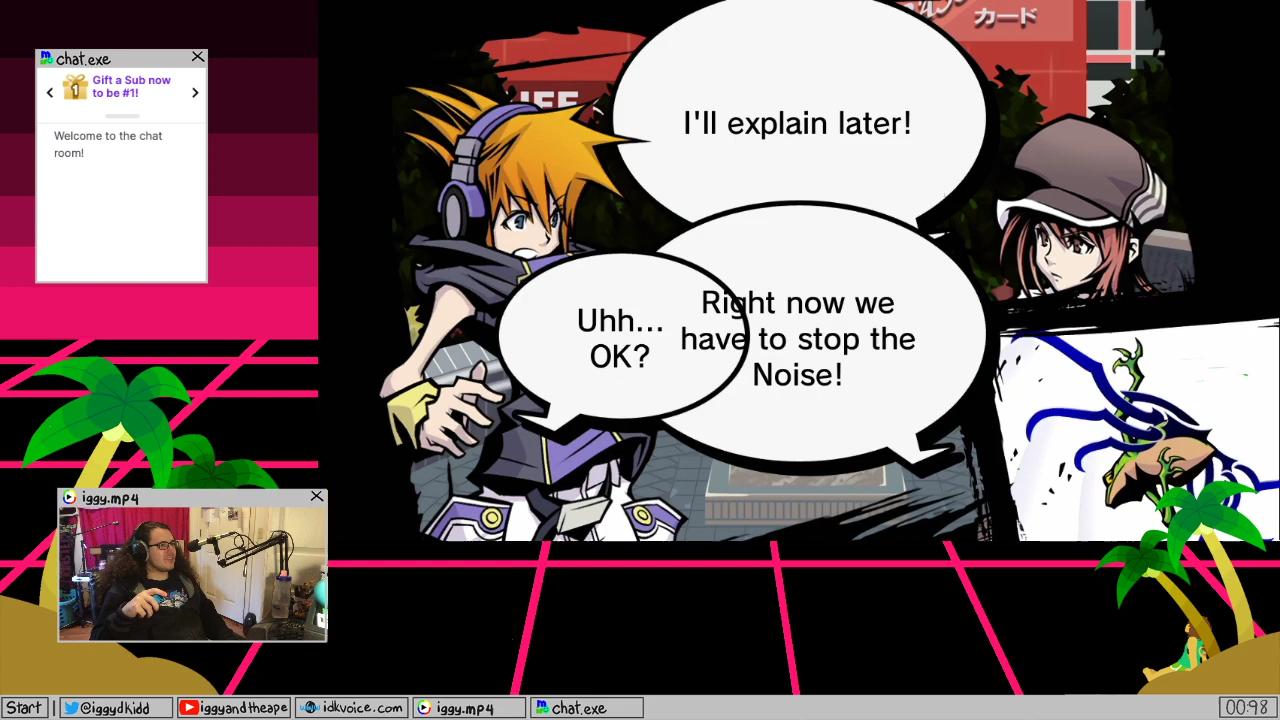 chat.exe
Gift a Sub now
to be #1!
1
Welcome to the chat
room!
カード
I'll explain later!
Right now we
have to stop the
Noise!
Uhh...
OK?
iggy.mp4
Start
@iggydkidd
iggyandtheape
www
idkvoice.com
iggy.mp4
chat.exe
00:98